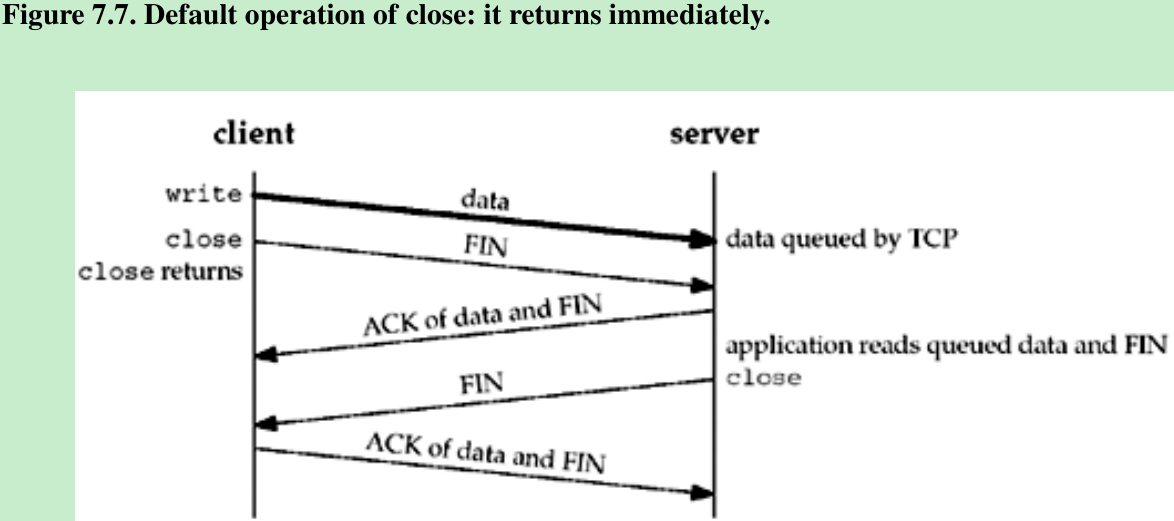 Figure 7.7. Default operation of close: it returns immediately.
client
server
write
data
close
FIN
data queued by TCP
close returns
ACK of data and FIN
application reads queued data and FIN
FIN
close
ACK of data and FIN